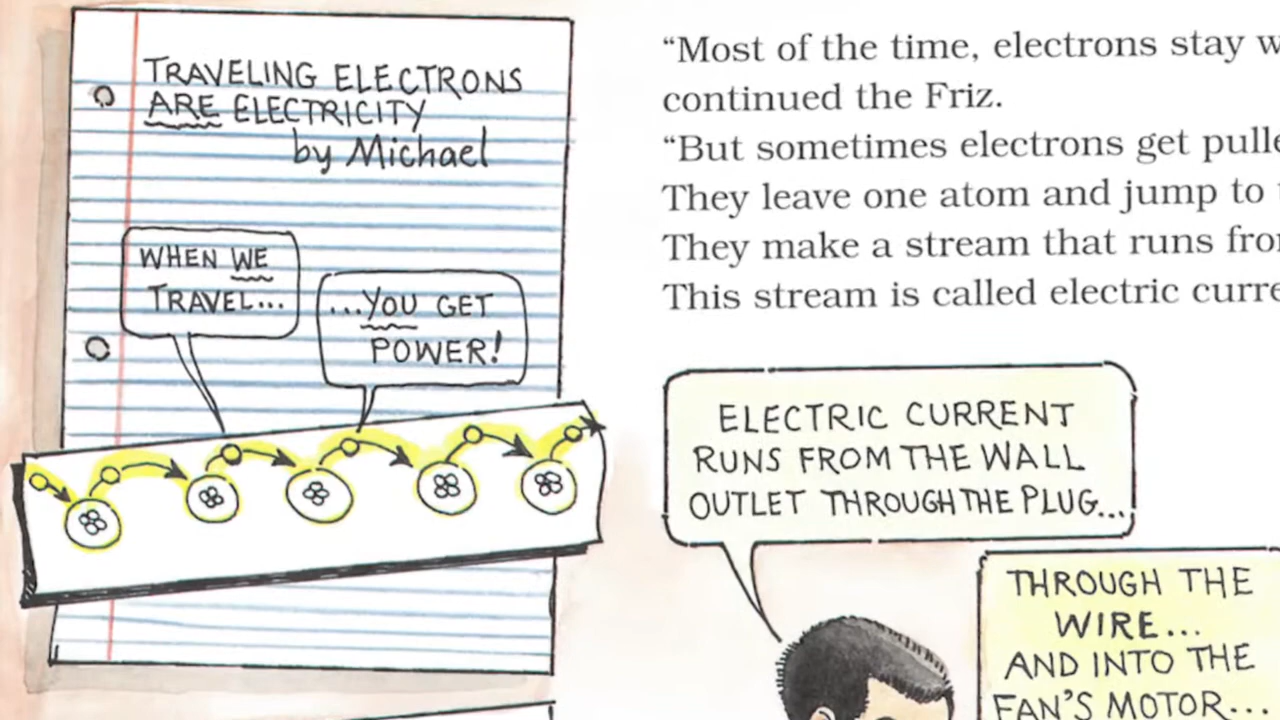 TRAVELING ELECTRONS
ARE ELECTRICITY
by Michael
WHEN WE
TRAVEL...
...YOU GET
POWER!
“Most of the time, electrons stay
continued the Friz.
“But sometimes electrons get
They leave one atom and jump to
They make a stream that runs
This stream is called electric
ELECTRIC CURRENT
RUNS FROM THE WALL
OUTLET THROUGH THE PLUG...
THROUGH THE
WIRE...
AND INTO THE
FAN'S MOTOR...